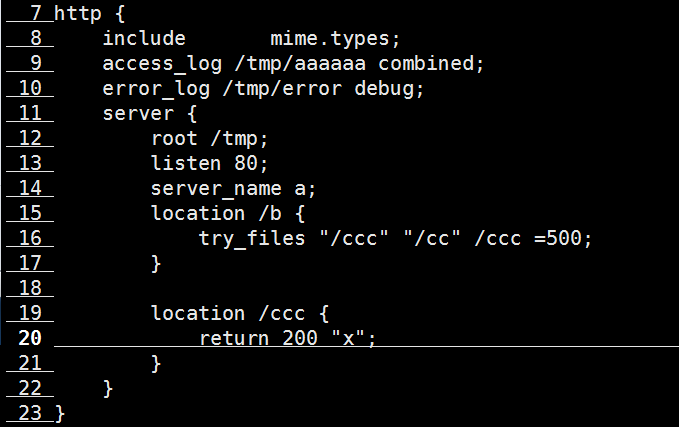 7 http {
8     include       mime.types;
9     access_log /tmp/aaaaaa combined;
10     error_log /tmp/error debug;
11     server {
12         root /tmp;
13         listen 80;
14         server_name a;
15         location /b {
16             try_files "/ccc" "/cc" /ccc =500;
17         }
18
19         location /ccc {
20             return 200 "x";
21         }
22     }
23 }